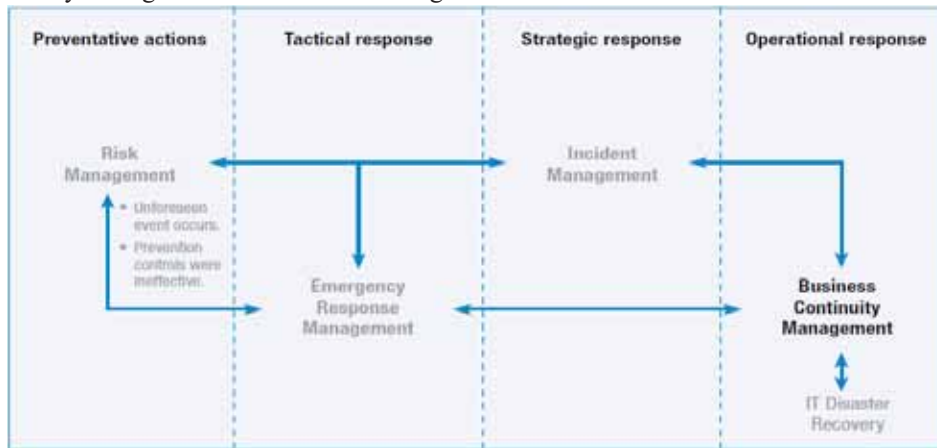 Preventative actions
Tactical response
Strategic response
Operational response
Risk
Management
Incident
Management
• Unforeseen
event occurs.
• Prevention
controls were
ineffective.
Emergency
Response
Management
Business
Continuity
Management
IT Disaster
Recovery